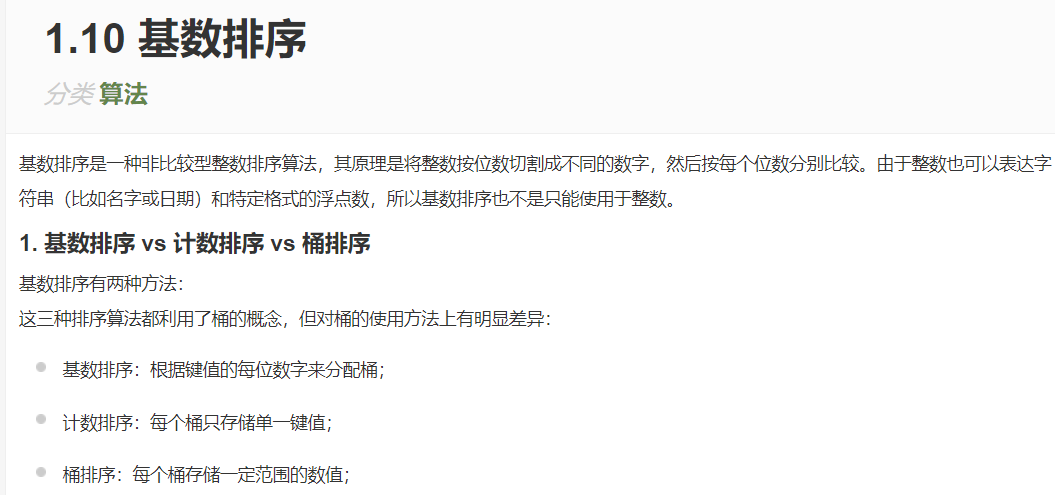 1.10 基数排序
分类 算法
基数排序是一种非比较型整数排序算法，其原理是将整数按位数切割成不同的数字，然后按每个位数分别比较。由于整数也可以表达字
符串（比如名字或日期）和特定格式的浮点数，所以基数排序也不是只能使用于整数。
1. 基数排序 vs 计数排序 vs 桶排序
基数排序有两种方法：
这三种排序算法都利用了桶的概念，但对桶的使用方法上有明显差异：
基数排序：根据键值的每位数字来分配桶；
计数排序：每个桶只存储单一键值；
桶排序：每个桶存储一定范围的数值；